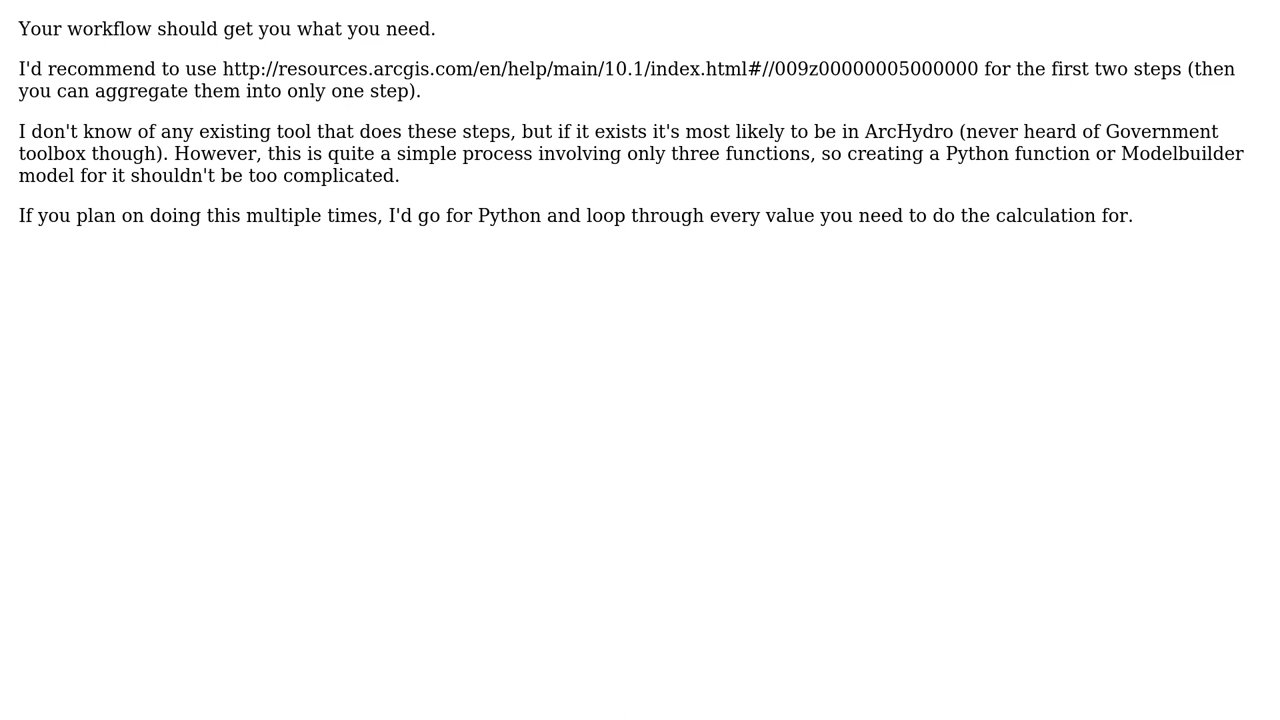 Your workflow should get you what you need.
I'd recommend to use http://resources.arcgis.com/en/help/main/10.1/index.html#//009z00000005000000 for the first two steps (then
you can aggregate them into only one step).
I don't know of any existing tool that does these steps, but if it exists it's most likely to be in ArcHydro (never heard of Government
toolbox though). However, this is quite a simple process involving only three functions, so creating a Python function or Modelbuilder
model for it shouldn't be too complicated.
If you plan on doing this multiple times, I'd go for Python and loop through every value you need to do the calculation for.